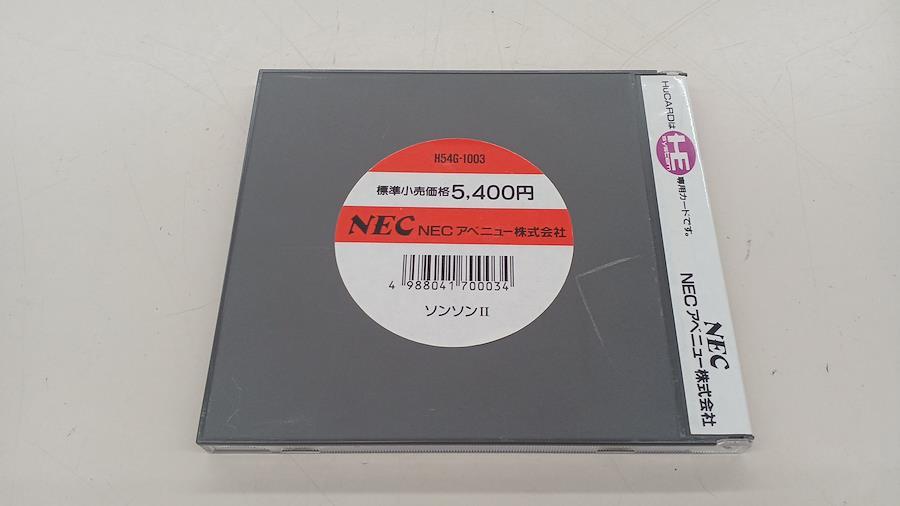 H54G-1003
標準小売価格5,400円
NEC NECアベニュー株式会社
4 988041 700034
ソンソンII
HuCARDは HE SYSTEM 専用カードです。
NEC
NECアベニュー株式会社